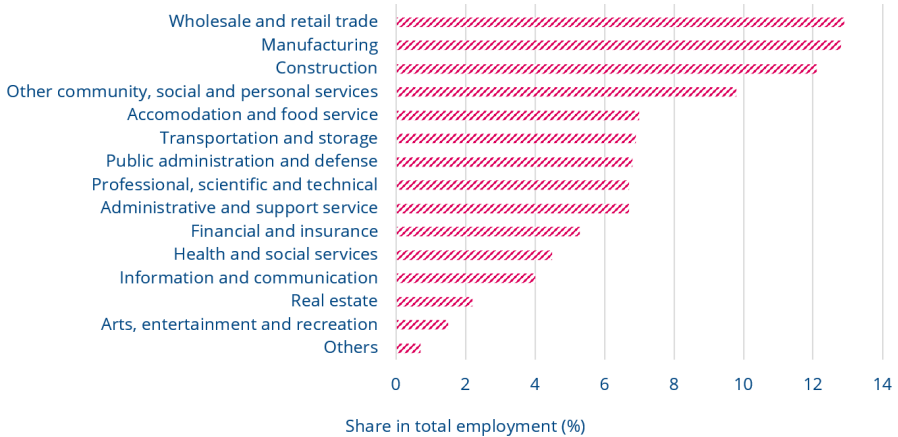 Wholesale and retail trade
Manufacturing
Construction
Other community, social and personal services
Accomodation and food service
Transportation and storage
Public administration and defense
Professional, scientific and technical
Administrative and support service
Financial and insurance
Health and social services
Information and communication
Real estate
Arts, entertainment and recreation
Others
0 2 4 6 8 10 12 14
Share in total employment (%)